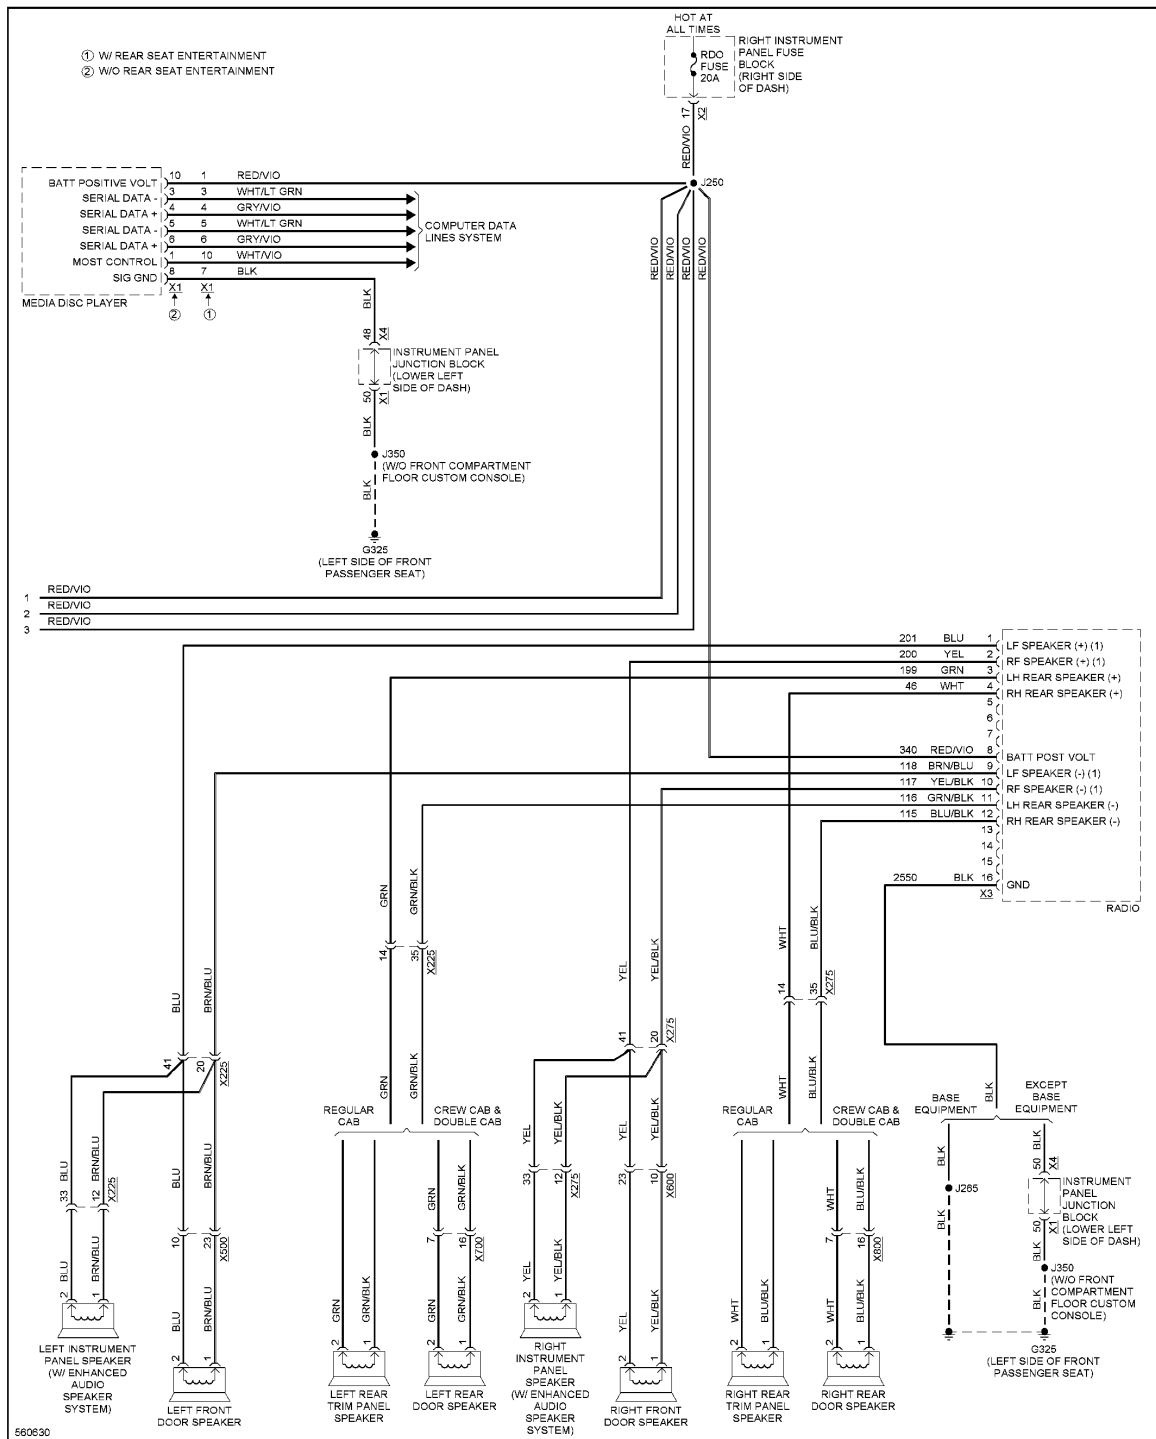 HOT AT
ALL TIMES
RDO
FUSE
20A
RIGHT INSTRUMENT
PANEL FUSE
BLOCK
(RIGHT SIDE
OF DASH)
① W/ REAR SEAT ENTERTAINMENT
② W/O REAR SEAT ENTERTAINMENT
17
X2
RED/VIO
J250
BATT POSITIVE VOLT 10 1 RED/VIO
SERIAL DATA - 3 3 WHT/LT GRN
SERIAL DATA + 4 4 GRY/VIO
SERIAL DATA - 5 5 WHT/LT GRN
SERIAL DATA + 6 6 GRY/VIO
MOST CONTROL 1 10 WHT/VIO
SIG GND 8 7 BLK
X1 X1
② ①
MEDIA DISC PLAYER
COMPUTER DATA
LINES SYSTEM
RED/VIO RED/VIO RED/VIO RED/VIO
BLK
48 X4
INSTRUMENT PANEL
JUNCTION BLOCK
(LOWER LEFT
SIDE OF DASH)
50 X1
BLK
J350
(W/O FRONT COMPARTMENT
FLOOR CUSTOM CONSOLE)
BLK
G325
(LEFT SIDE OF FRONT
PASSENGER SEAT)
1 RED/VIO
2 RED/VIO
3 RED/VIO
201 BLU 1 LF SPEAKER (+) (1)
200 YEL 2 RF SPEAKER (+) (1)
199 GRN 3 LH REAR SPEAKER (+)
46 WHT 4 RH REAR SPEAKER (+)
5
6
7
340 RED/VIO 8 BATT POST VOLT
118 BRN/BLU 9 LF SPEAKER (-) (1)
117 YEL/BLK 10 RF SPEAKER (-) (1)
116 GRN/BLK 11 LH REAR SPEAKER (-)
115 BLU/BLK 12 RH REAR SPEAKER (-)
13
14
15
2550 BLK 16 GND
X3
RADIO
GRN GRN/BLK
14 35 X225
WHT BLU/BLK
14 35 X275
BLU BRN/BLU
41 20 X225
YEL YEL/BLK
41 20 X275
GRN GRN/BLK
WHT BLU/BLK
BLK
REGULAR
CAB
CREW CAB &
DOUBLE CAB
REGULAR
CAB
CREW CAB &
DOUBLE CAB
BASE
EQUIPMENT
EXCEPT
BASE
EQUIPMENT
BLU BRN/BLU
33 12 X225
BLU BRN/BLU
2 1
BLU BRN/BLU
10 23 X500
BLU BRN/BLU
2 1
GRN GRN/BLK
2 1
GRN GRN/BLK
7 16 X700
GRN GRN/BLK
2 1
YEL YEL/BLK
33 12 X275
YEL YEL/BLK
2 1
YEL YEL/BLK
23 10 X600
YEL YEL/BLK
2 1
WHT BLU/BLK
2 1
WHT BLU/BLK
7 16 X800
WHT BLU/BLK
2 1
BLK
J265
BLK
BLK
50 X4
INSTRUMENT
PANEL
JUNCTION
BLOCK
(LOWER LEFT
SIDE OF DASH)
50 X1
BLK
J350
(W/O FRONT
COMPARTMENT
FLOOR CUSTOM
CONSOLE)
BLK
G325
(LEFT SIDE OF FRONT
PASSENGER SEAT)
LEFT INSTRUMENT
PANEL SPEAKER
(W/ ENHANCED
AUDIO
SPEAKER
SYSTEM)
LEFT FRONT
DOOR SPEAKER
LEFT REAR
TRIM PANEL
SPEAKER
LEFT REAR
DOOR SPEAKER
RIGHT
INSTRUMENT
PANEL
SPEAKER
(W/ ENHANCED
AUDIO
SPEAKER
SYSTEM)
RIGHT FRONT
DOOR SPEAKER
RIGHT REAR
TRIM PANEL
SPEAKER
RIGHT REAR
DOOR SPEAKER
560630